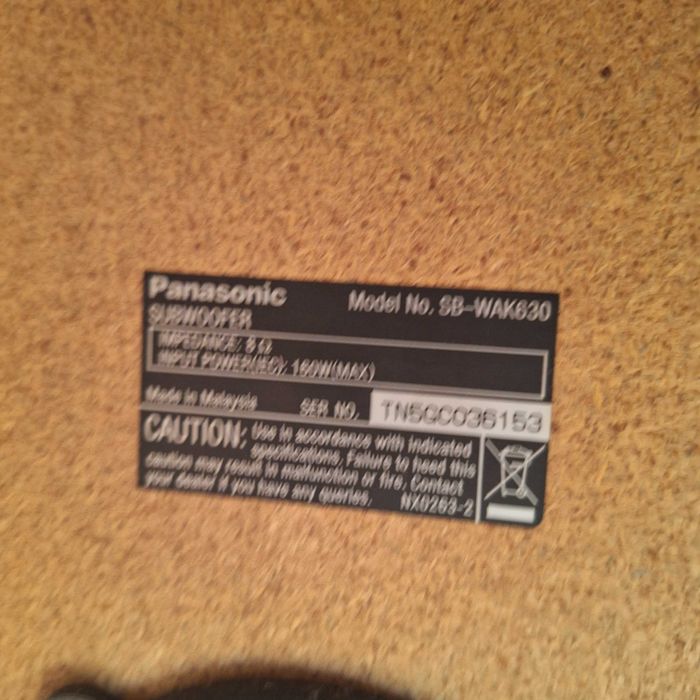 Panasonic
Model No. SB-WAK630
SUBWOOFER
IMPEDANCE: 8 Ω
INPUT POWER(IEC): 160W(MAX)
Made in Malaysia
SER NO. TN5GC036153
CAUTION: Use in accordance with indicated
specifications. Failure to heed this
caution may result in malfunction or fire. Contact
your dealer if you have any queries.
NX0263-2